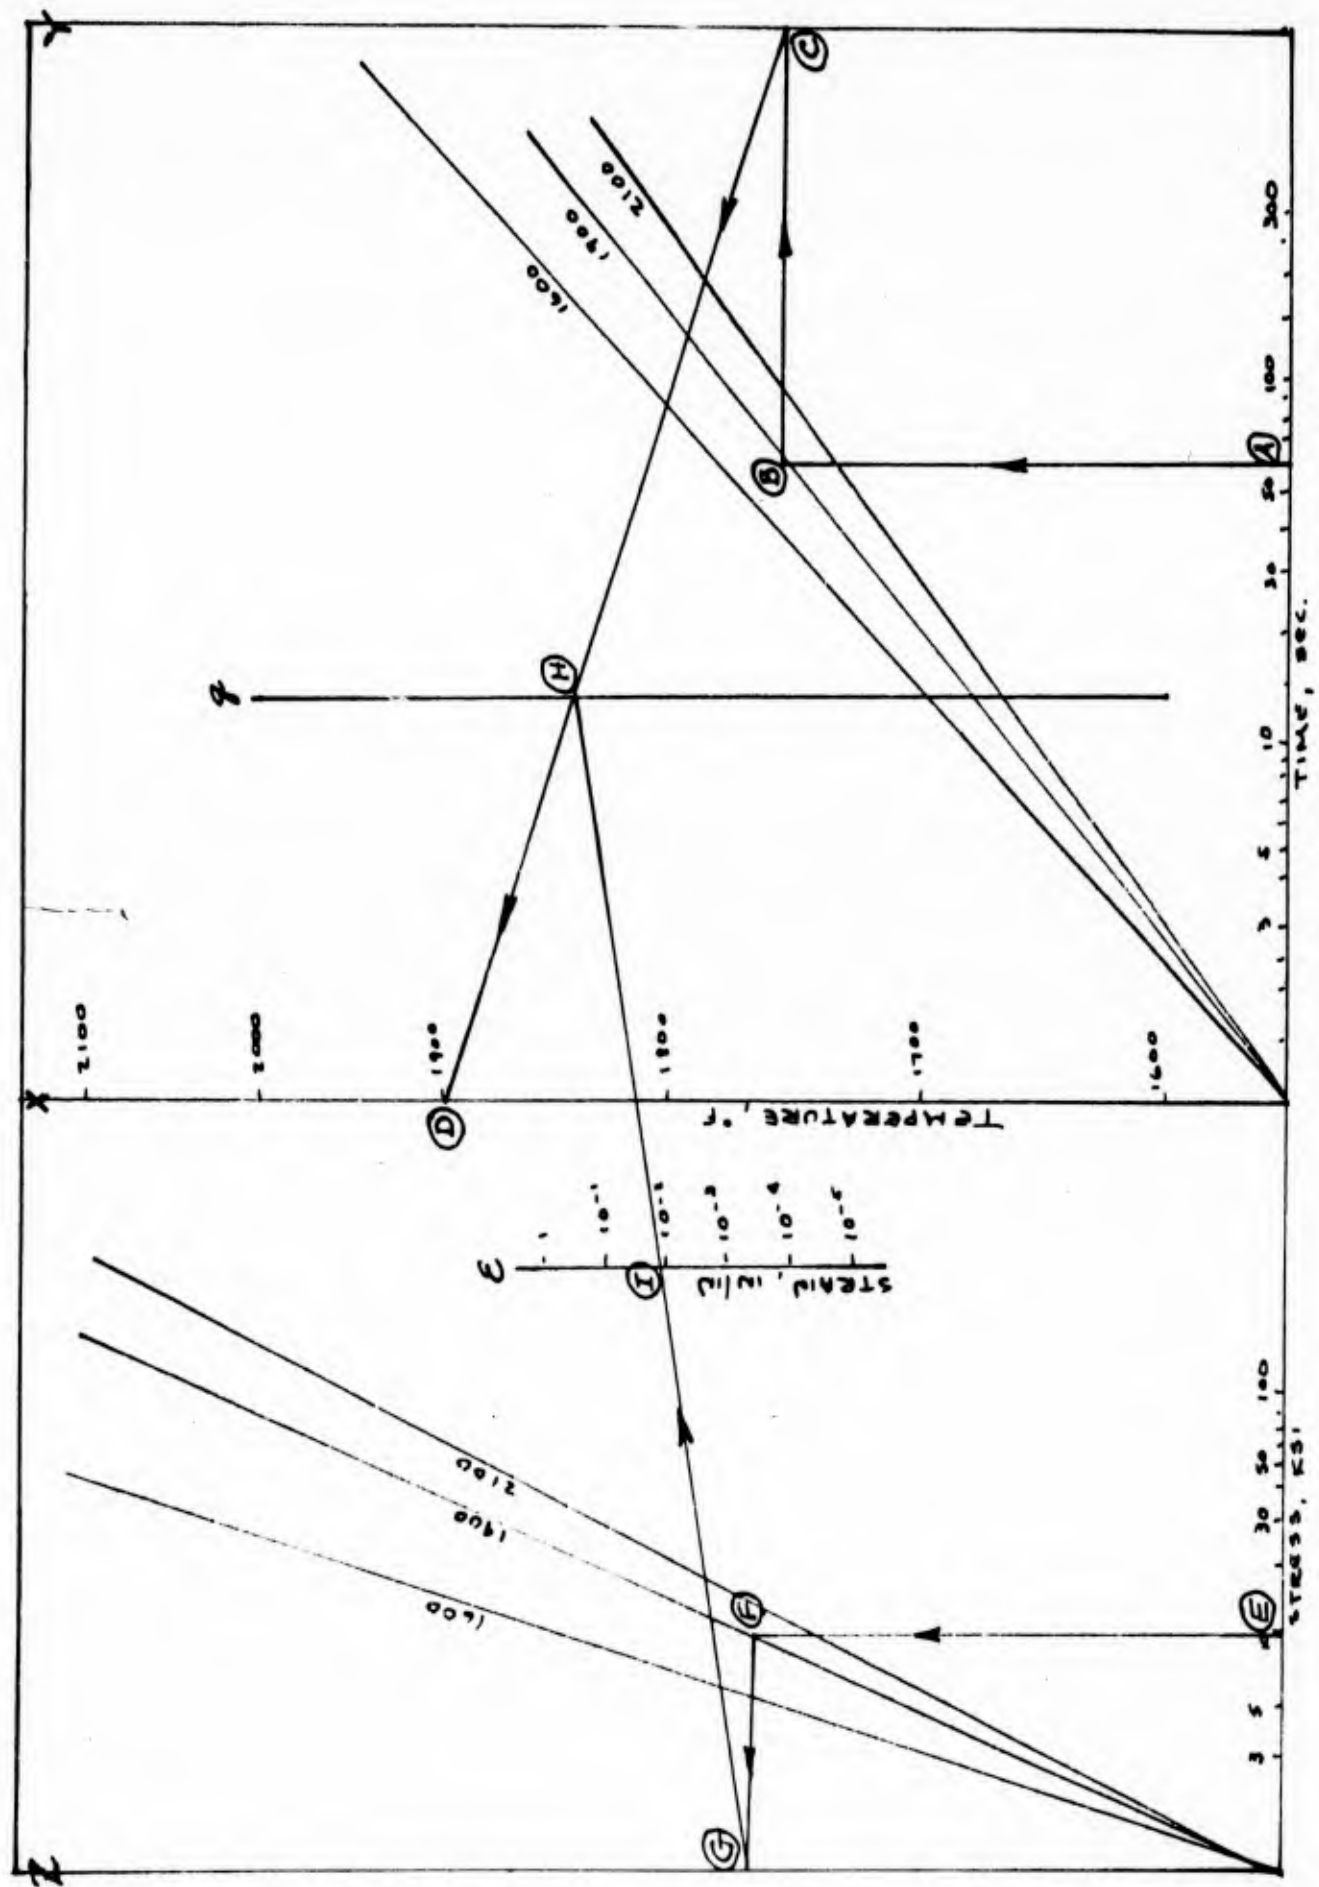 Z
X
Y
2100
2000
1900
1800
1700
1600
TEMPERATURE, °F
D
H
C
B
A
1600
1900
2100
q
ε
1
10⁻¹
10⁻²
10⁻³
10⁻⁴
10⁻⁵
STRAIN, IN/IN
I
1600
1900
2100
G
F
E
3
5
30
50
100
STRESS, KSI
3
5
10
30
50
100
300
TIME, SEC.